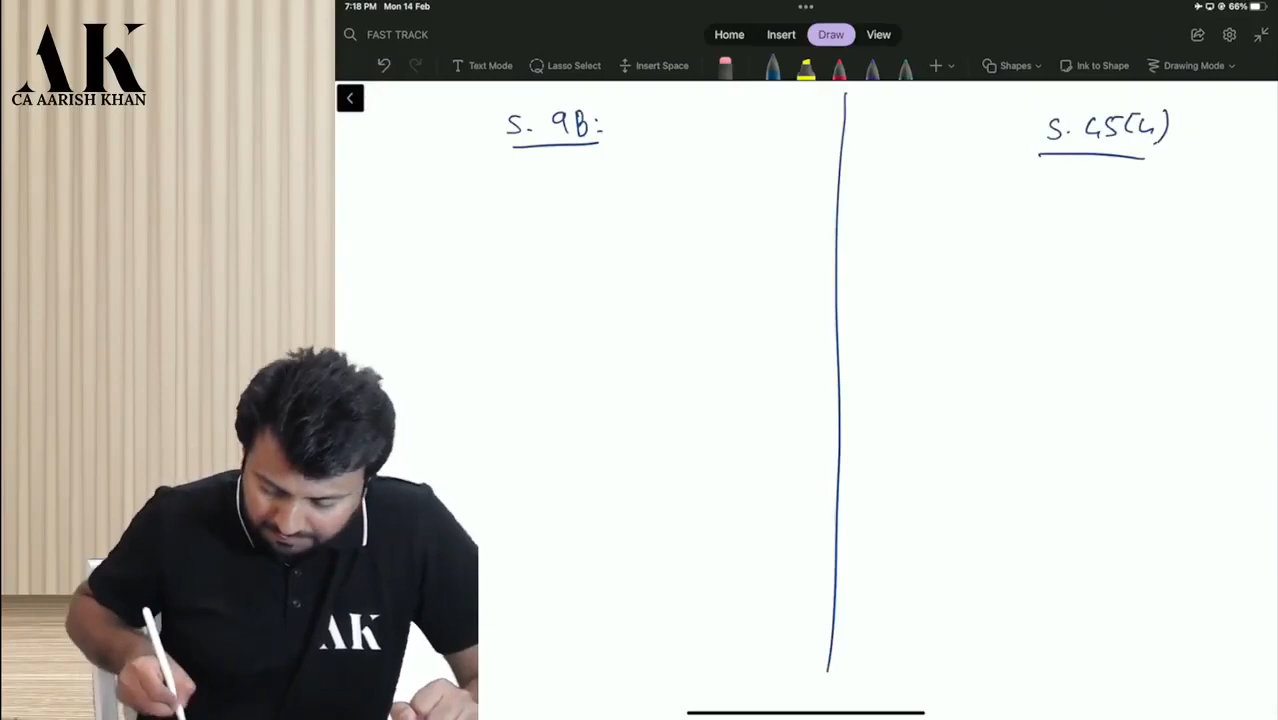 7:18 PM Mon 14 Feb
66%
AK
CA AARISH KHAN
FAST TRACK
Home Insert Draw View
Text Mode Lasso Select Insert Space Shapes Ink to Shape Drawing Mode
S. 9B:
S. 45(4)
AK